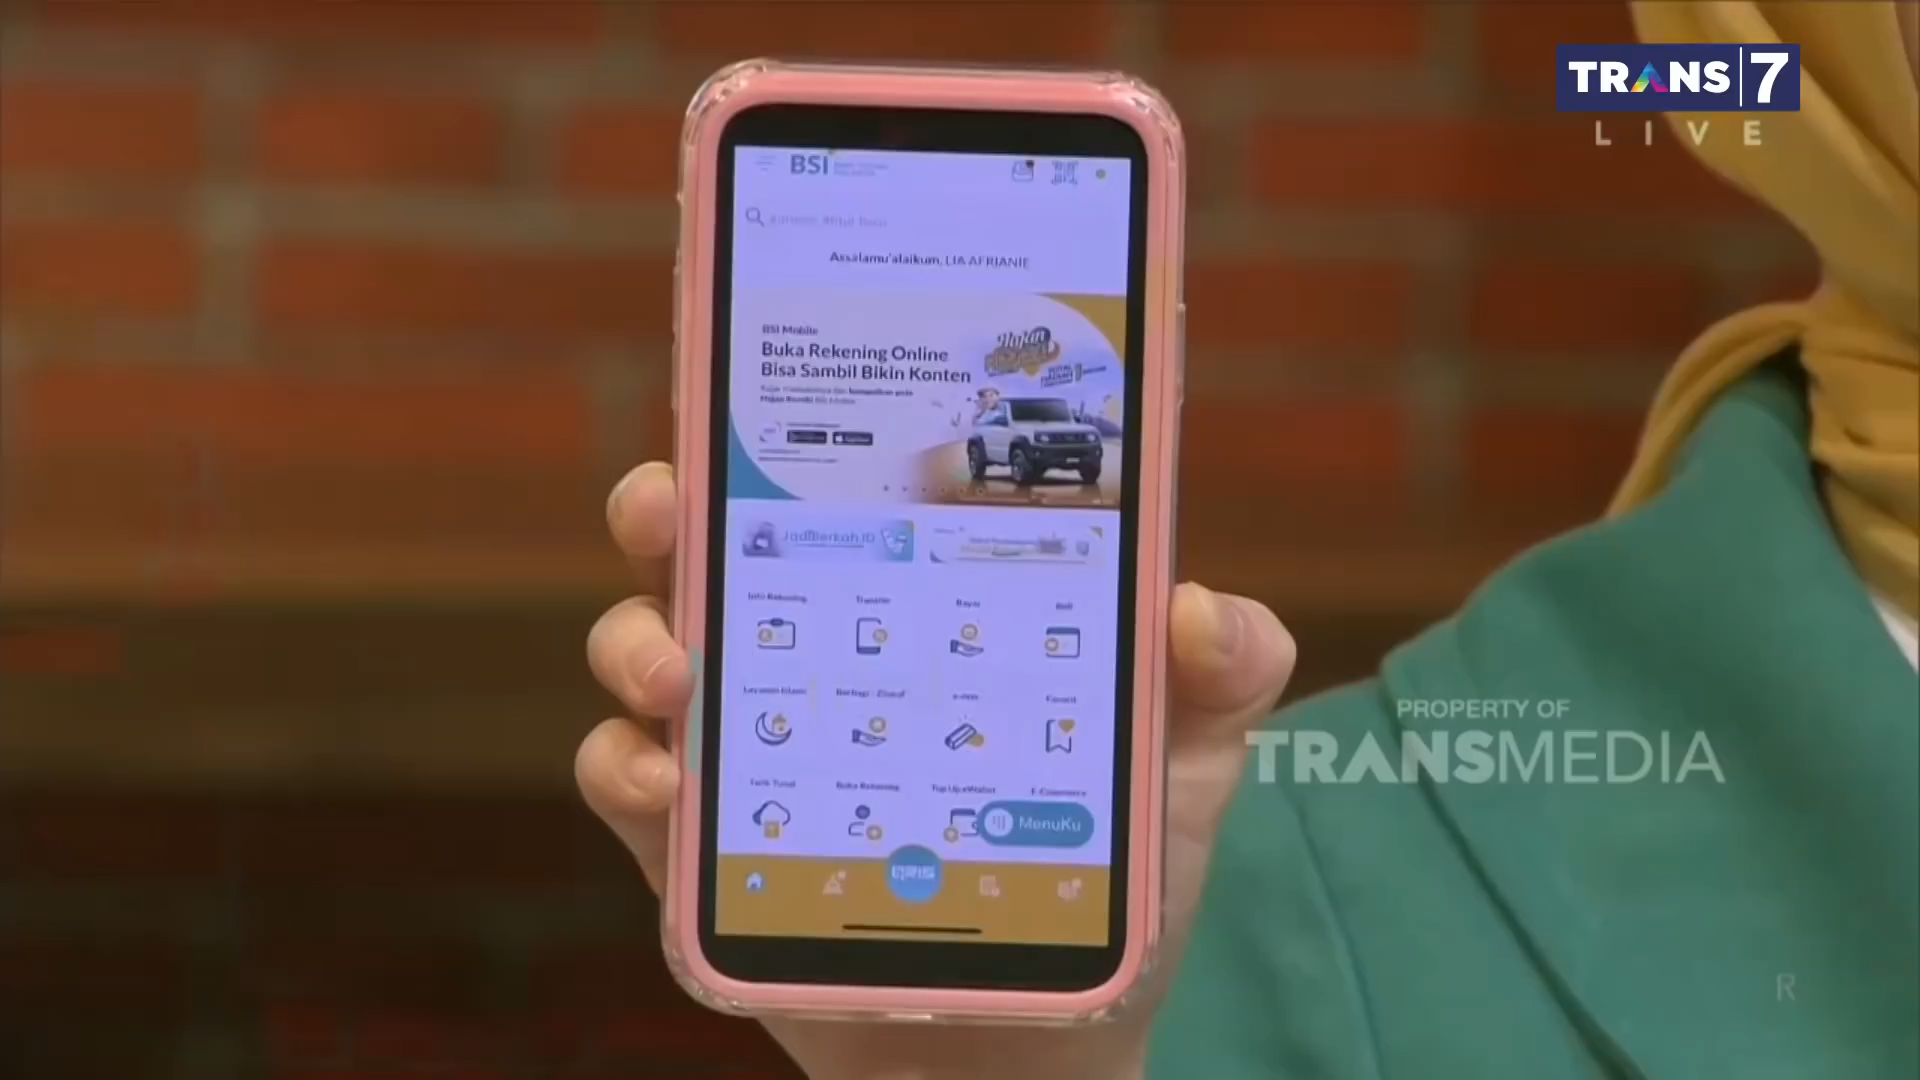 TRANS|7
LIVE
BSI
Assalamu'alaikum, LIA AFRIANIE
BSI Mobile
Buka Rekening Online
Bisa Sambil Bikin Konten
Hujan
JadiBerkah.ID
Info Rekening
Transfer
Bayar
Beli
Layanan Islami
Berbagi - Ziswaf
e-mas
Favorit
Tarik Tunai
Buka Rekening
Top Up eWallet
E-Commerce
MenuKu
QRIS
PROPERTY OF
TRANSMEDIA
R